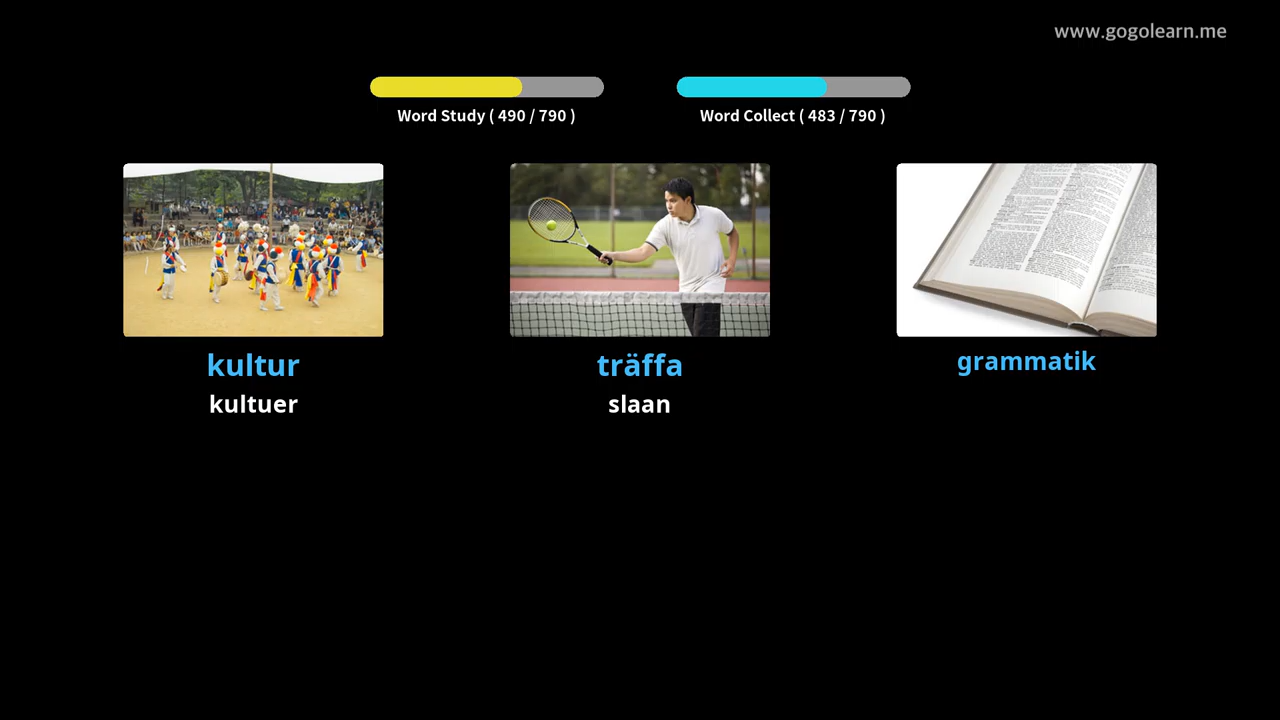 www.gogolearn.me
Word Study ( 490 / 790 )
Word Collect ( 483 / 790 )
kultur
träffa
grammatik
kultuer
slaan